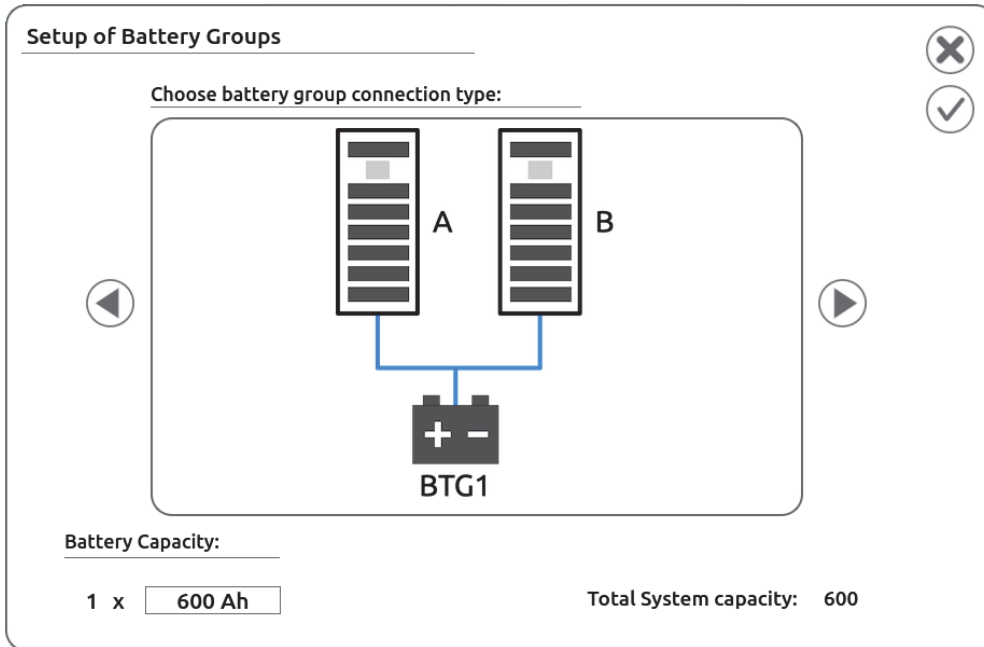 Setup of Battery Groups
Choose battery group connection type:
A
B
BTG1
Battery Capacity:
1 x 600 Ah
Total System capacity: 600